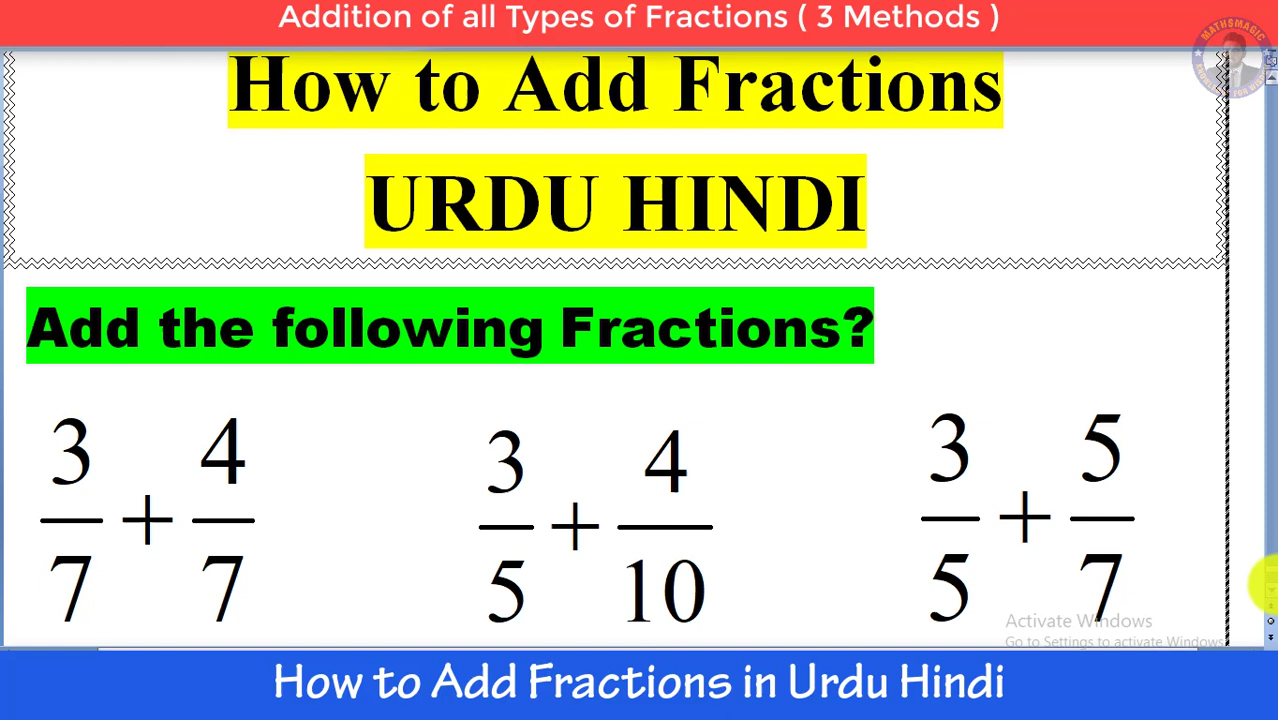 Addition of all Types of Fractions ( 3 Methods )
MATHSMAGIC
How to Add Fractions
URDU HINDI
Add the following Fractions?
3/7 + 4/7
3/5 + 4/10
3/5 + 5/7
Activate Windows
Go to Settings to activate Windows.
How to Add Fractions in Urdu Hindi